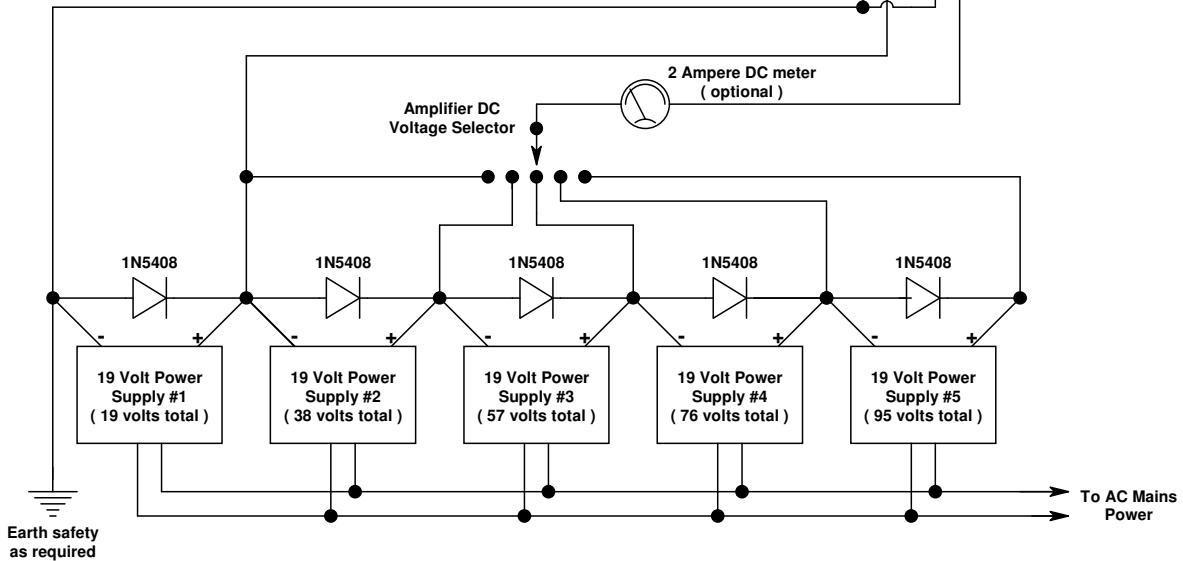 2 Ampere DC meter
( optional )
Amplifier DC
Voltage Selector
1N5408
1N5408
1N5408
1N5408
1N5408
- +
- +
- +
- +
- +
19 Volt Power
Supply #1
( 19 volts total )
19 Volt Power
Supply #2
( 38 volts total )
19 Volt Power
Supply #3
( 57 volts total )
19 Volt Power
Supply #4
( 76 volts total )
19 Volt Power
Supply #5
( 95 volts total )
To AC Mains
Power
Earth safety
as required